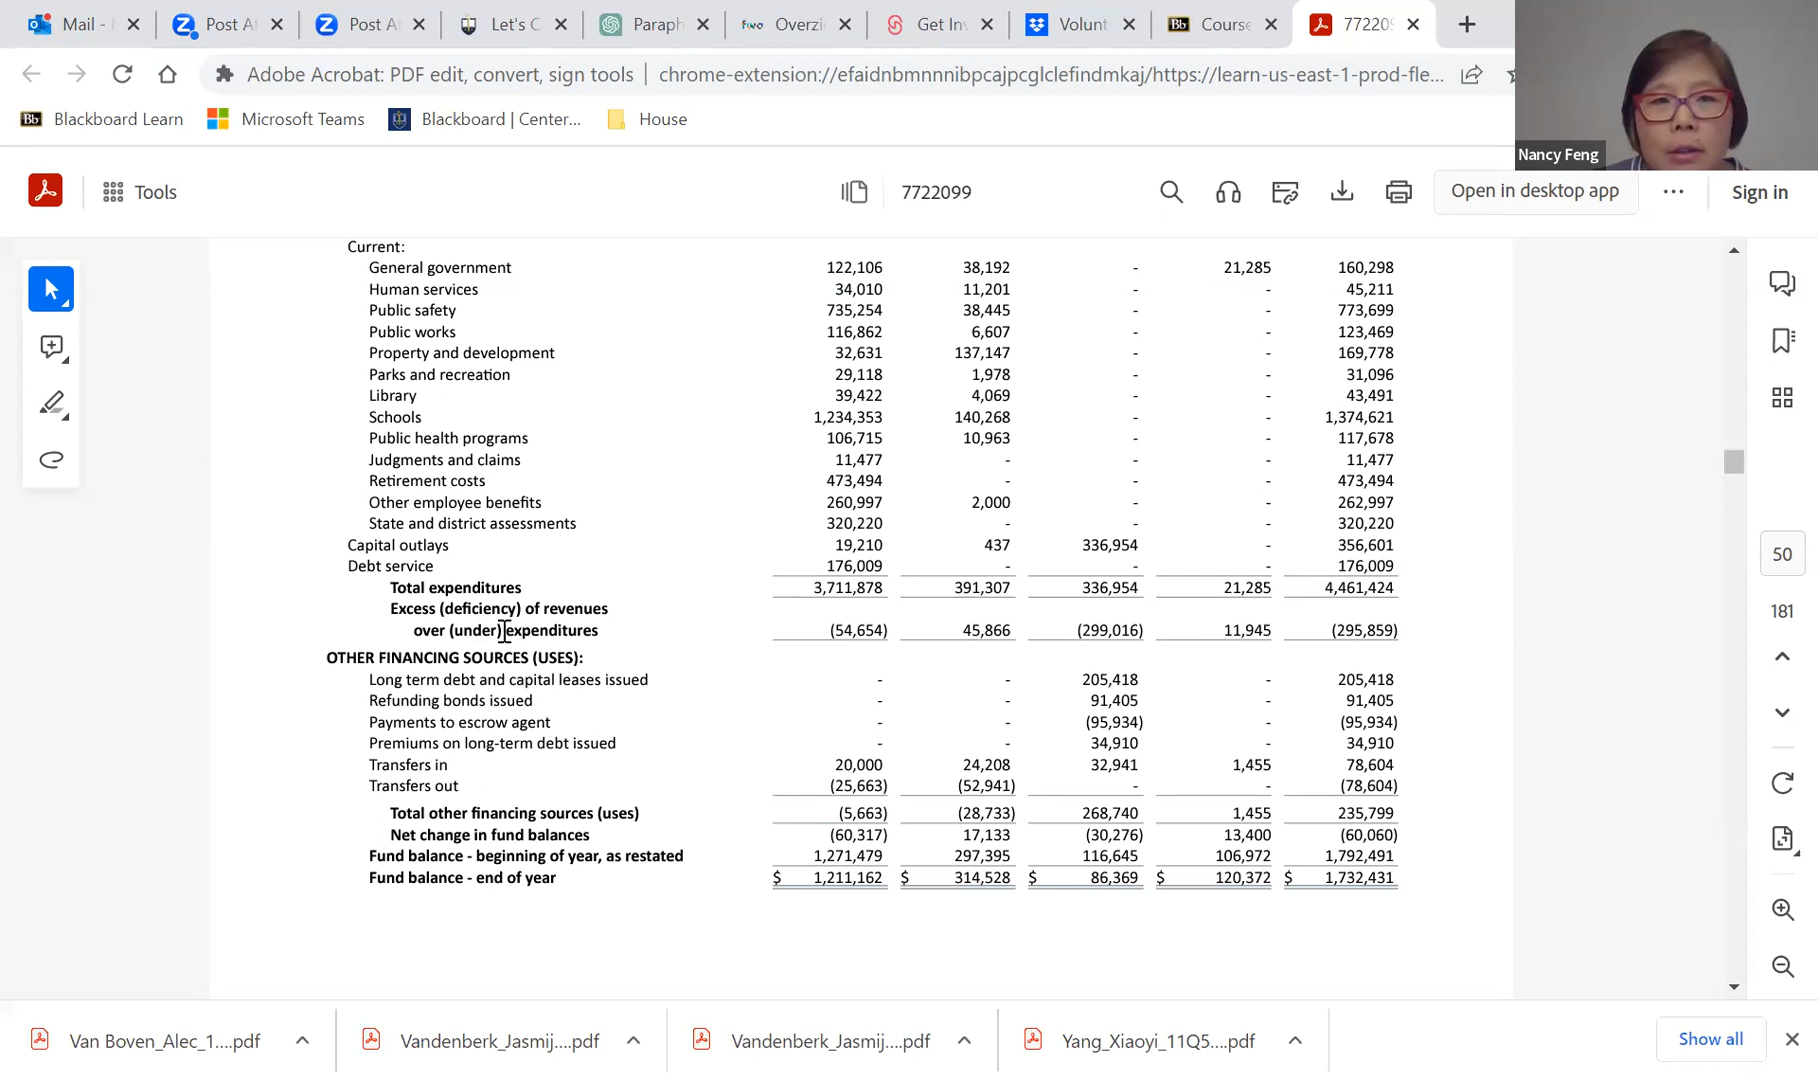 Mail - Post A Post A Let's C Paraph Overzi Get Inv Volunt Course 77220
Adobe Acrobat: PDF edit, convert, sign tools chrome-extension://efaidnbmnnnibpcajpcglclefindmkaj/https://learn-us-east-1-prod-fle...
Bb Blackboard Learn Microsoft Teams Blackboard | Center... House
Nancy Feng
Tools 7722099 Open in desktop app ... Sign in
Current:
General government 122,106 38,192 - 21,285 160,298
Human services 34,010 11,201 - - 45,211
Public safety 735,254 38,445 - - 773,699
Public works 116,862 6,607 - - 123,469
Property and development 32,631 137,147 - - 169,778
Parks and recreation 29,118 1,978 - - 31,096
Library 39,422 4,069 - - 43,491
Schools 1,234,353 140,268 - - 1,374,621
Public health programs 106,715 10,963 - - 117,678
Judgments and claims 11,477 - - - 11,477
Retirement costs 473,494 - - - 473,494
Other employee benefits 260,997 2,000 - - 262,997
State and district assessments 320,220 - - - 320,220
Capital outlays 19,210 437 336,954 - 356,601
Debt service 176,009 - - - 176,009
Total expenditures 3,711,878 391,307 336,954 21,285 4,461,424
Excess (deficiency) of revenues
over (under) expenditures (54,654) 45,866 (299,016) 11,945 (295,859)
OTHER FINANCING SOURCES (USES):
Long term debt and capital leases issued - - 205,418 - 205,418
Refunding bonds issued - - 91,405 - 91,405
Payments to escrow agent - - (95,934) - (95,934)
Premiums on long-term debt issued - - 34,910 - 34,910
Transfers in 20,000 24,208 32,941 1,455 78,604
Transfers out (25,663) (52,941) - - (78,604)
Total other financing sources (uses) (5,663) (28,733) 268,740 1,455 235,799
Net change in fund balances (60,317) 17,133 (30,276) 13,400 (60,060)
Fund balance - beginning of year, as restated 1,271,479 297,395 116,645 106,972 1,792,491
Fund balance - end of year $ 1,211,162 $ 314,528 $ 86,369 $ 120,372 $ 1,732,431
50
181
Van Boven_Alec_1....pdf Vandenberk_Jasmij....pdf Vandenberk_Jasmij....pdf Yang_Xiaoyi_11Q5....pdf Show all